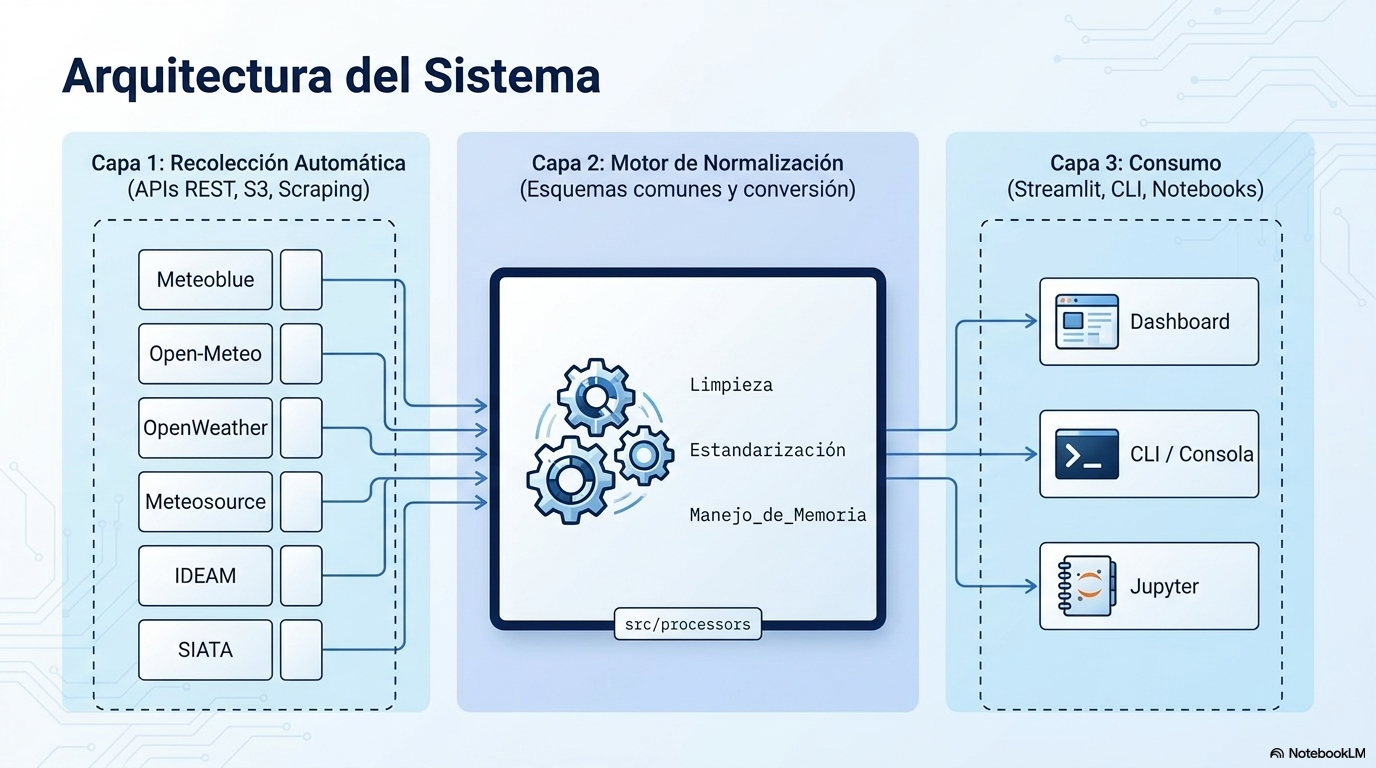 Arquitectura del Sistema
Capa 1: Recolección Automática
(APIs REST, S3, Scraping)
Meteoblue
Open-Meteo
OpenWeather
Meteosource
IDEAM
SIATA
Capa 2: Motor de Normalización
(Esquemas comunes y conversión)
Limpieza
Estandarización
Manejo_de_Memoria
src/processors
Capa 3: Consumo
(Streamlit, CLI, Notebooks)
Dashboard
CLI / Consola
Jupyter
NotebookLM